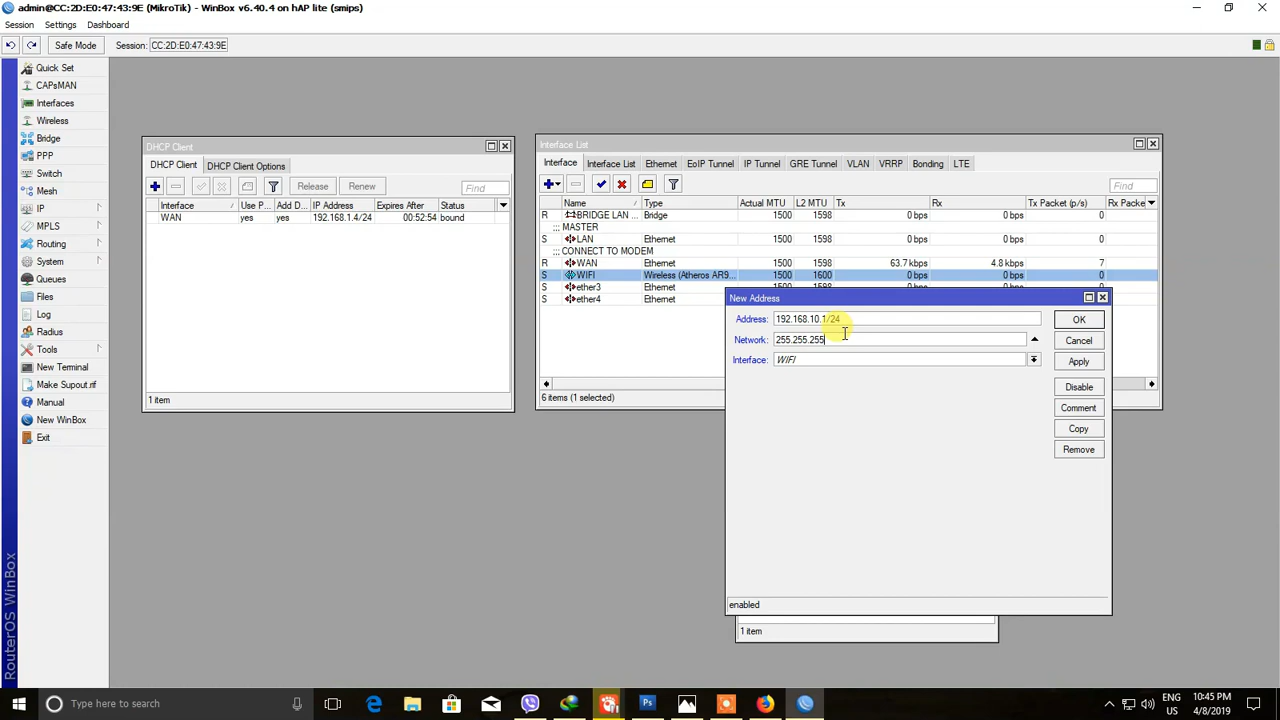 admin@CC:2D:E0:47:43:9E (MikroTik) - WinBox v6.40.4 on hAP lite (smips)
Session Settings Dashboard
Safe Mode Session: CC:2D:E0:47:43:9E
Quick Set
CAPsMAN
Interfaces
Wireless
Bridge
PPP
Switch
Mesh
IP
MPLS
Routing
System
Queues
Files
Log
Radius
Tools
New Terminal
Make Supout.rif
Manual
New WinBox
Exit
RouterOS WinBox
DHCP Client
DHCP Client DHCP Client Options
Release Renew Find
Interface Use P... Add D... IP Address Expires After Status
WAN yes yes 192.168.1.4/24 00:52:54 bound
1 item
Interface List
Interface Interface List Ethernet EoIP Tunnel IP Tunnel GRE Tunnel VLAN VRRP Bonding LTE
Find
Name Type Actual MTU L2 MTU Tx Rx Tx Packet (p/s) Rx Packe
R BRIDGE LAN ... Bridge 1500 1598 0 bps 0 bps 0
::: MASTER
S LAN Ethernet 1500 1598 0 bps 0 bps 0
::: CONNECT TO MODEM
R WAN Ethernet 1500 1598 63.7 kbps 4.8 kbps 7
S WIFI Wireless (Atheros AR9... 1500 1600 0 bps 0 bps 0
S ether3 Ethernet 1500 1598 0 bps 0 bps 0
S ether4
6 items (1 selected)
New Address
Address: 192.168.10.1/24 OK
Network: 255.255.255 Cancel
Interface: WIFI Apply
Disable
Comment
Copy
Remove
enabled
1 item
Type here to search
ENG 10:45 PM
US 4/8/2019